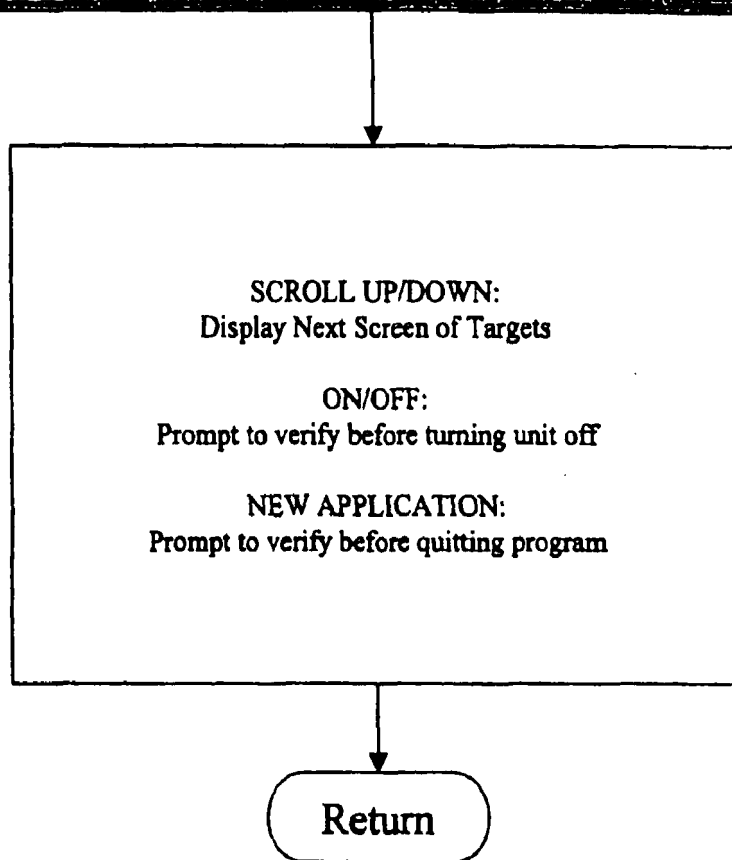 SCROLL UP/DOWN:
Display Next Screen of Targets
ON/OFF:
Prompt to verify before turning unit off
NEW APPLICATION:
Prompt to verify before quitting program
Return